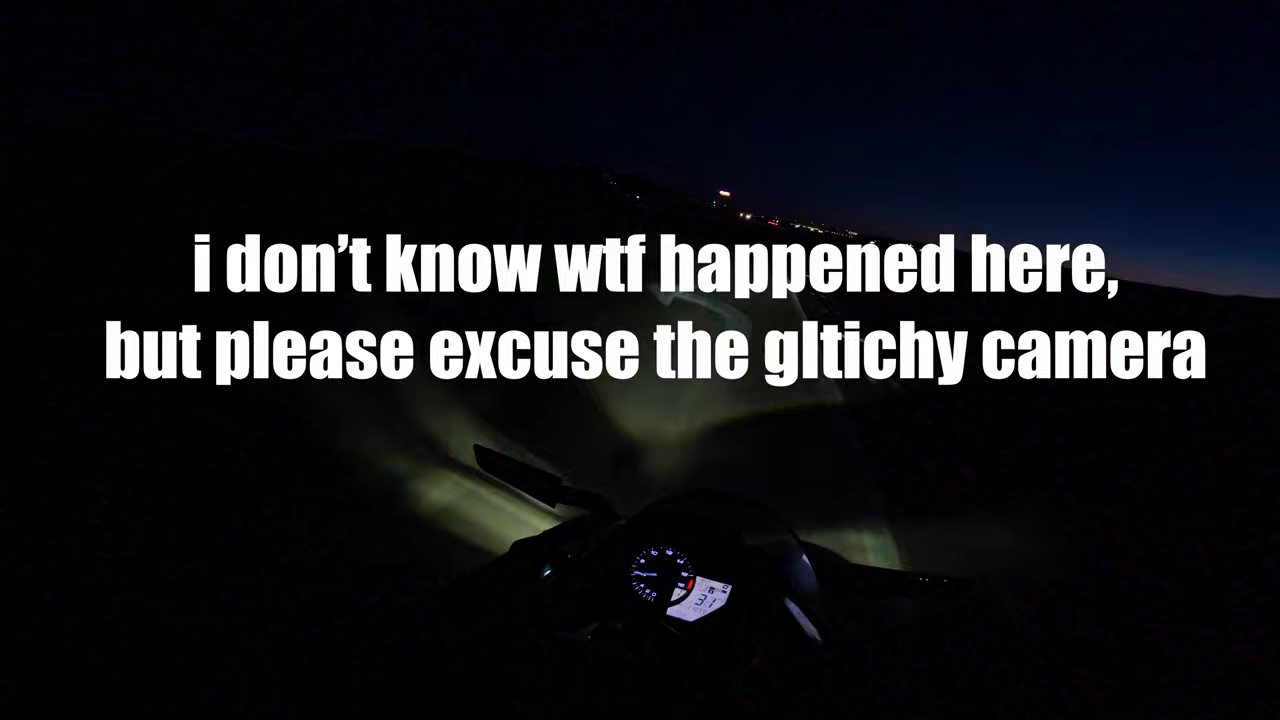 i don’t know wtf happened here,
but please excuse the gltichy camera